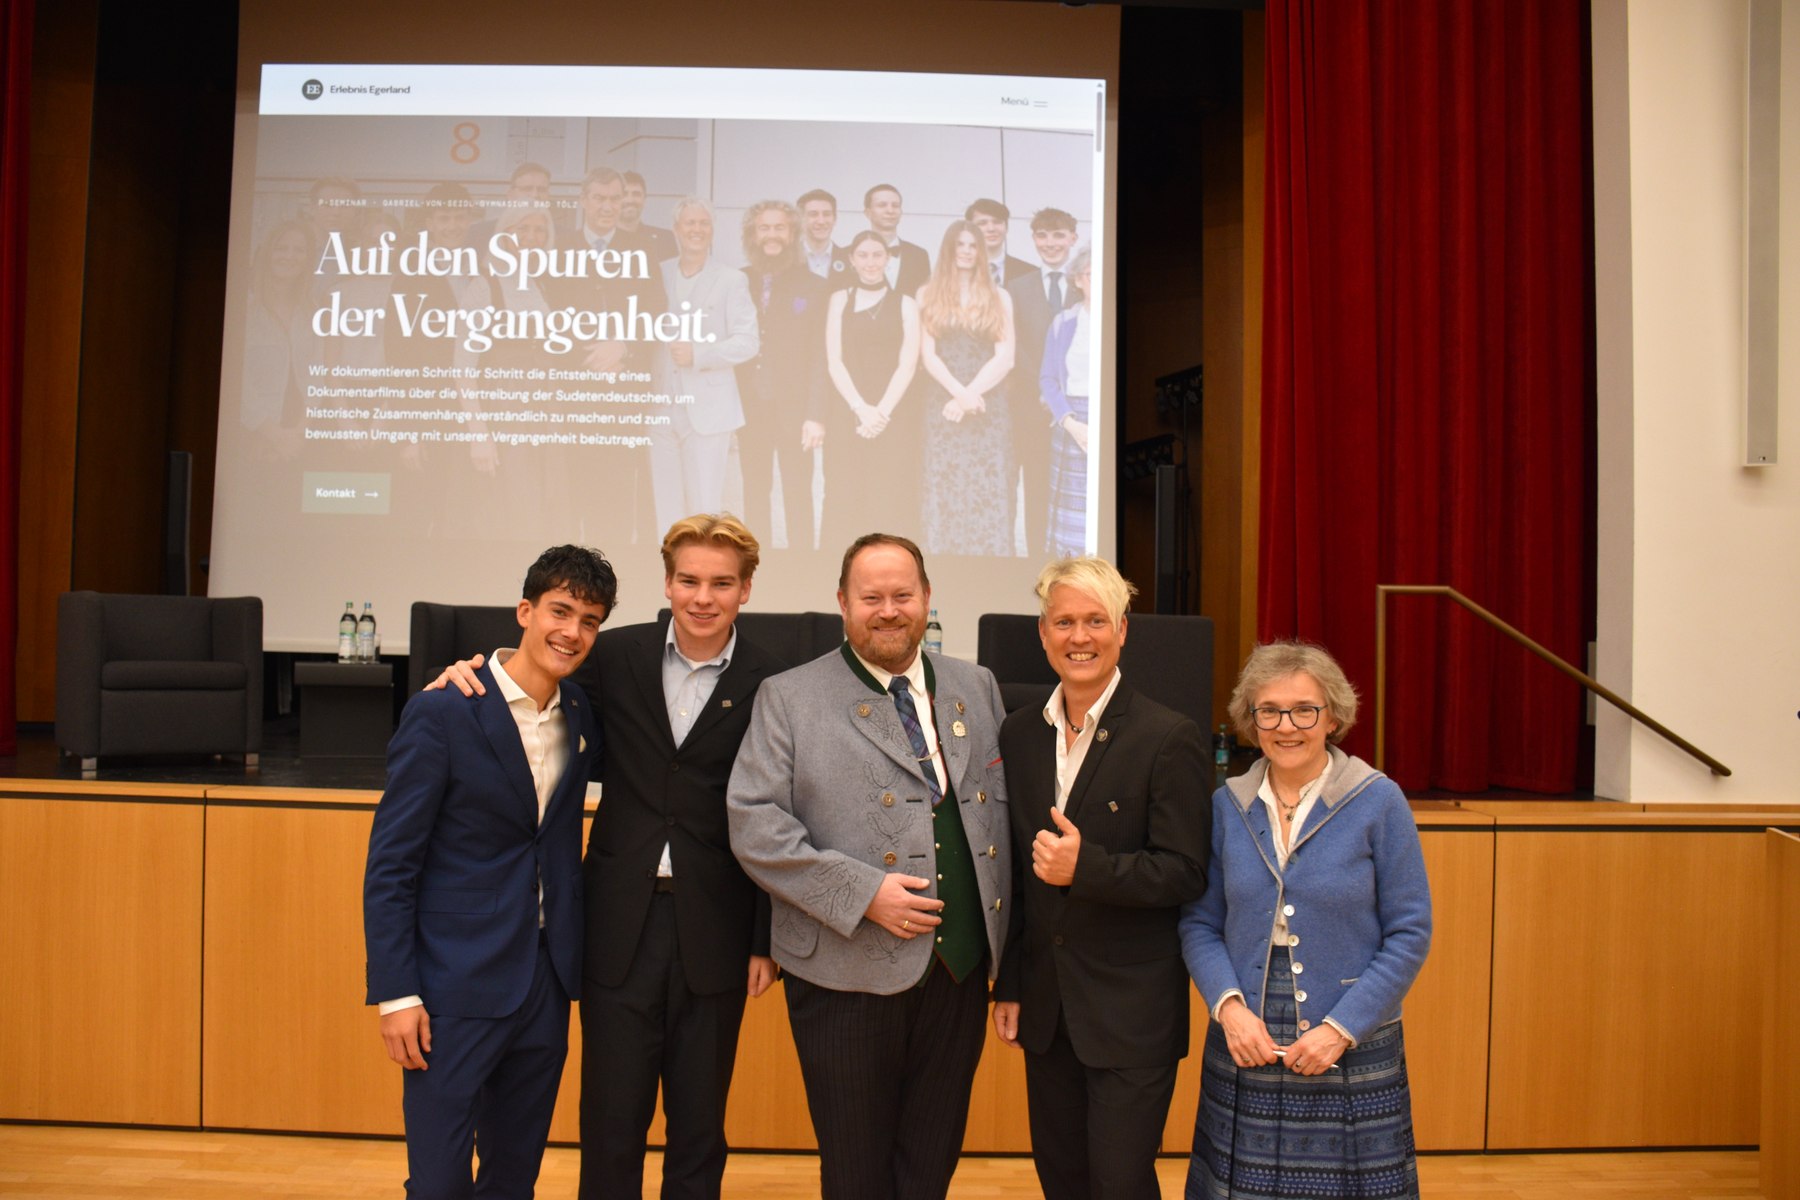 EE Erlebnis Egerland
Menü
8
P-SEMINAR · GABRIEL-VON-SEIDL-GYMNASIUM BAD TÖLZ
Auf den Spuren
der Vergangenheit.
Wir dokumentieren Schritt für Schritt die Entstehung eines
Dokumentarfilms über die Vertreibung der Sudetendeutschen, um
historische Zusammenhänge verständlich zu machen und zum
bewussten Umgang mit unserer Vergangenheit beizutragen.
Kontakt →